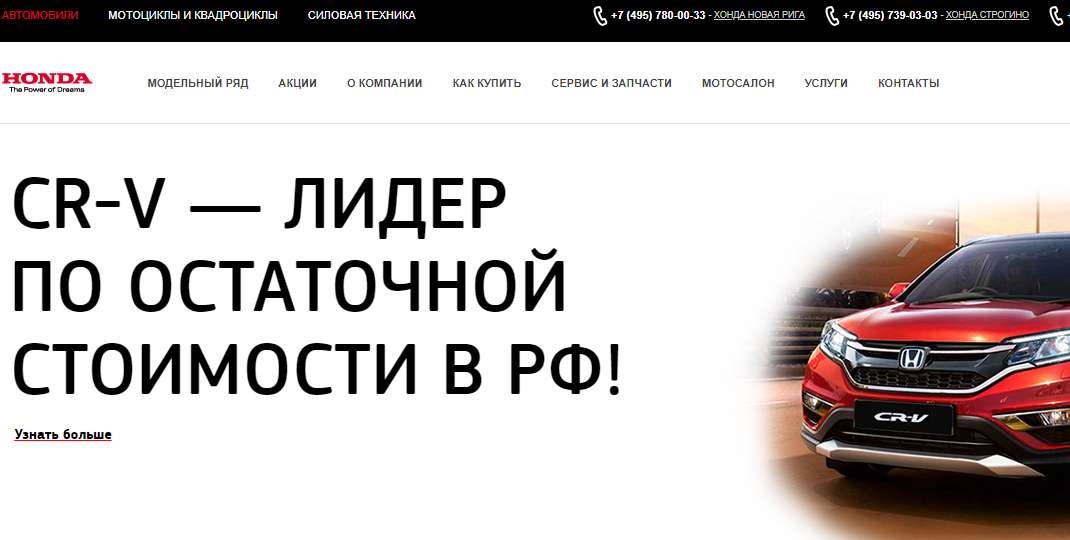 АВТОМОБИЛИ МОТОЦИКЛЫ И КВАДРОЦИКЛЫ СИЛОВАЯ ТЕХНИКА +7 (495) 780-00-33 - ХОНДА НОВАЯ РИГА +7 (495) 739-03-03 - ХОНДА СТРОГИНО +
HONDA
The Power of Dreams
МОДЕЛЬНЫЙ РЯД АКЦИИ О КОМПАНИИ КАК КУПИТЬ СЕРВИС И ЗАПЧАСТИ МОТОСАЛОН УСЛУГИ КОНТАКТЫ
CR-V — ЛИДЕР
ПО ОСТАТОЧНОЙ
СТОИМОСТИ В РФ!
Узнать больше
CR-V